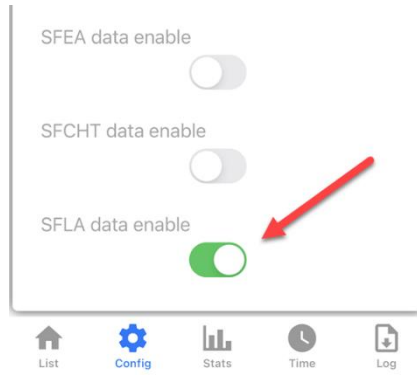 SFEA data enable
SFCHT data enable
SFLA data enable
List Config Stats Time Log